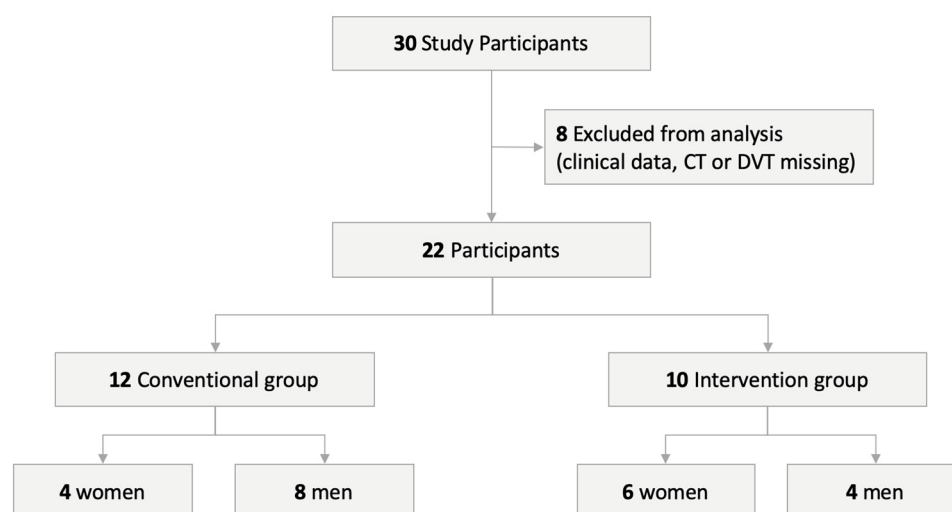 30 Study Participants
8 Excluded from analysis
(clinical data, CT or DVT missing)
22 Participants
12 Conventional group
10 Intervention group
4 women
8 men
6 women
4 men